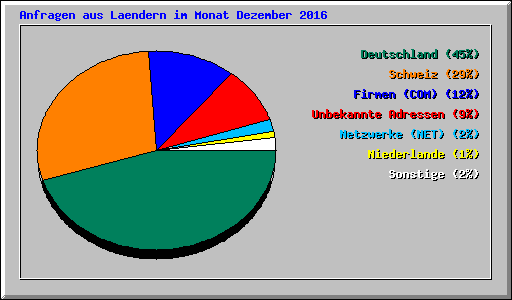 Anfragen aus Laendern im Monat Dezember 2016
Deutschland (45%)
Schweiz (29%)
Firmen (COM) (12%)
Unbekannte Adressen (9%)
Netzwerke (NET) (2%)
Niederlande (1%)
Sonstige (2%)